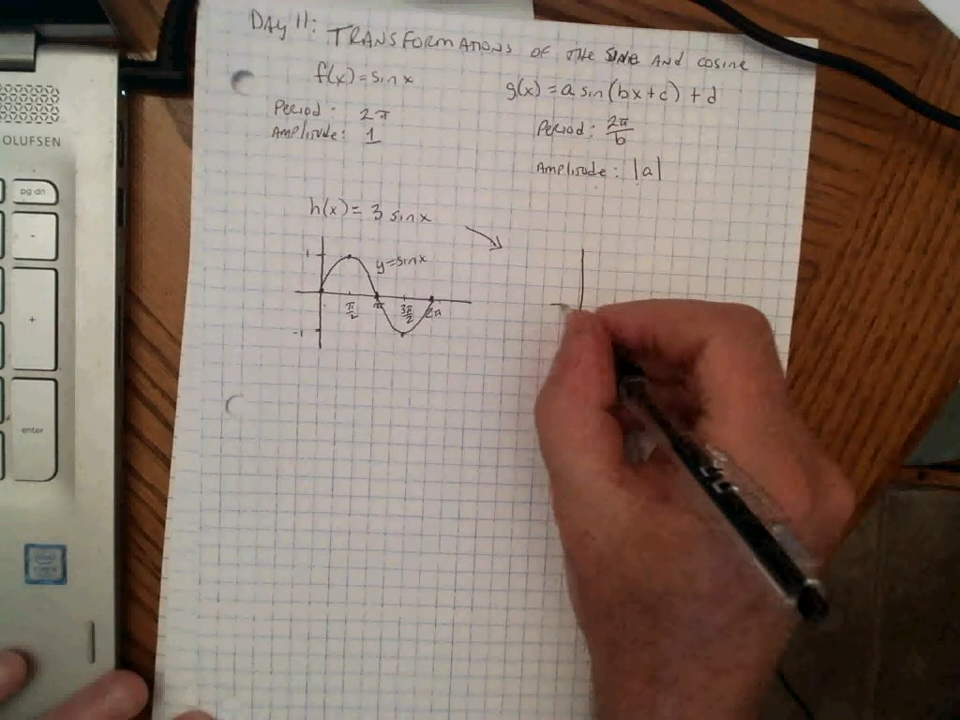 DAY 11: TRANSFORMATIONS OF THE SINE AND COSINE
f(x) = sin x
g(x) = a sin(bx+c) + d
PERIOD: 2π
AMPLITUDE: 1
PERIOD: 2π/b
AMPLITUDE: |a|
h(x) = 3 sin x
1
y=sin x
π/2
π
3π/2
2π
-1
OLUFSEN
pg dn
-
+
enter
intel